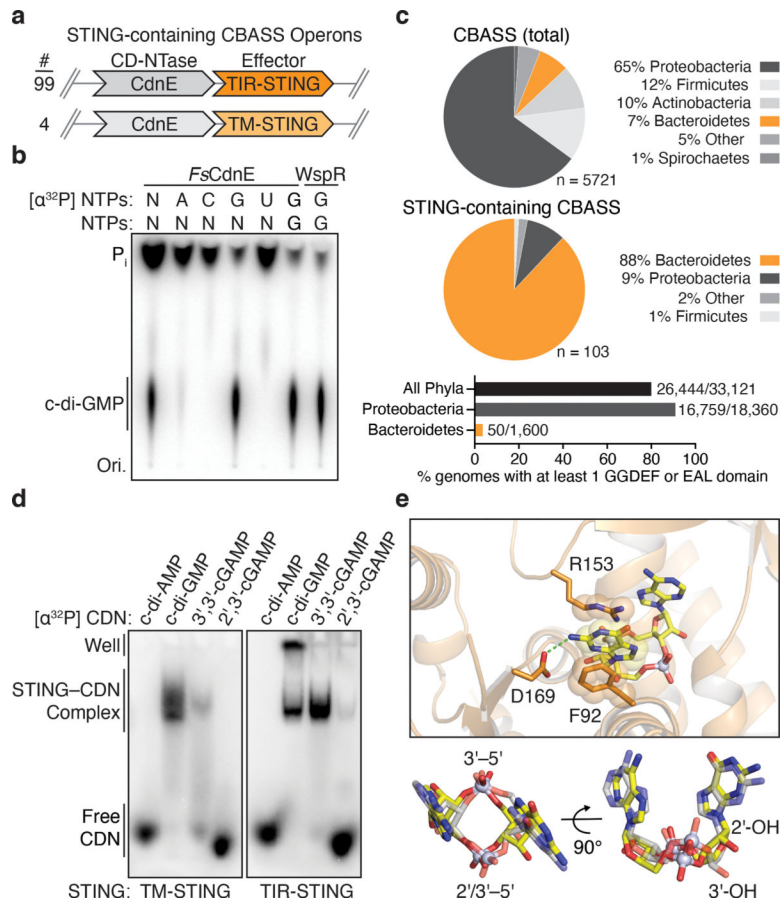 a
STING-containing CBASS Operons
# CD-NTase Effector
99 CdnE TIR-STING
4 CdnE TM-STING
b
FsCdnE WspR
[α³²P] NTPs: N A C G U G G
NTPs: N N N N N G G
Pi
c-di-GMP
Ori.
c
CBASS (total)
65% Proteobacteria
12% Firmicutes
10% Actinobacteria
7% Bacteroidetes
5% Other
1% Spirochaetes
n = 5721
STING-containing CBASS
88% Bacteroidetes
9% Proteobacteria
2% Other
1% Firmicutes
n = 103
All Phyla 26,444/33,121
Proteobacteria 16,759/18,360
Bacteroidetes 50/1,600
0 20 40 60 80 100
% genomes with at least 1 GGDEF or EAL domain
d
[α³²P] CDN: c-di-AMP c-di-GMP 3',3'-cGAMP 2',3'-cGAMP c-di-AMP c-di-GMP 3',3'-cGAMP 2',3'-cGAMP
Well
STING–CDN
Complex
Free
CDN
STING: TM-STING TIR-STING
e
R153
D169
F92
3'–5'
2'/3'–5'
90°
2'-OH
3'-OH